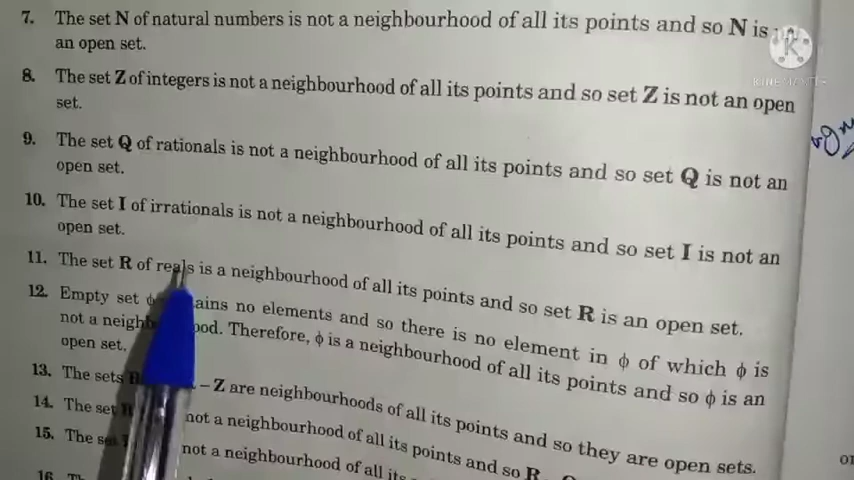 7. The set N of natural numbers is not a neighbourhood of all its points and so N is
an open set.
K
KINEMASTER
8. The set Z of integers is not a neighbourhood of all its points and so set Z is not an open
set.
9. The set Q of rationals is not a neighbourhood of all its points and so set Q is not an
open set.
10. The set I of irrationals is not a neighbourhood of all its points and so set I is not an
open set.
11. The set R of reals is a neighbourhood of all its points and so set R is an open set.
12. Empty set ϕ ains no elements and so there is no element in ϕ of which ϕ is
not a neighb ood. Therefore, ϕ is a neighbourhood of all its points and so ϕ is an
open set.
13. The sets – Z are neighbourhoods of all its points and so they are open sets.
14. The set R not a neighbourhood of all its points and so R
15. The set not a neighbourhood of all its
16.